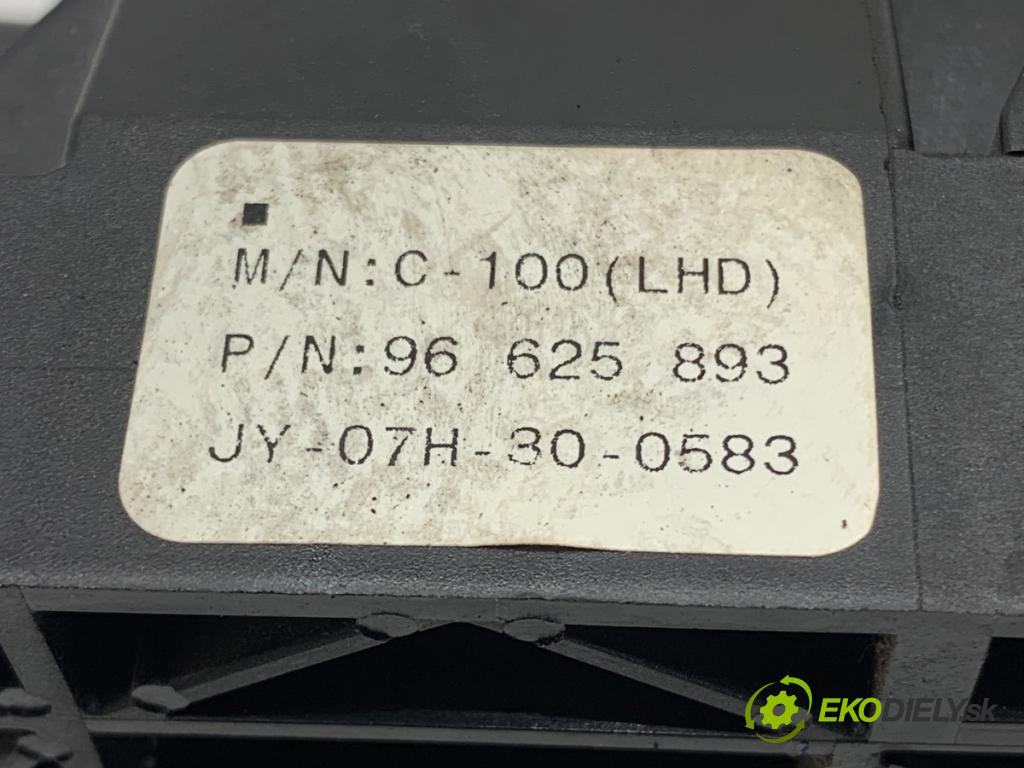 M/N:C-100(LHD)
P/N:96 625 893
JY-07H-30-0583
EKODIELY.sk